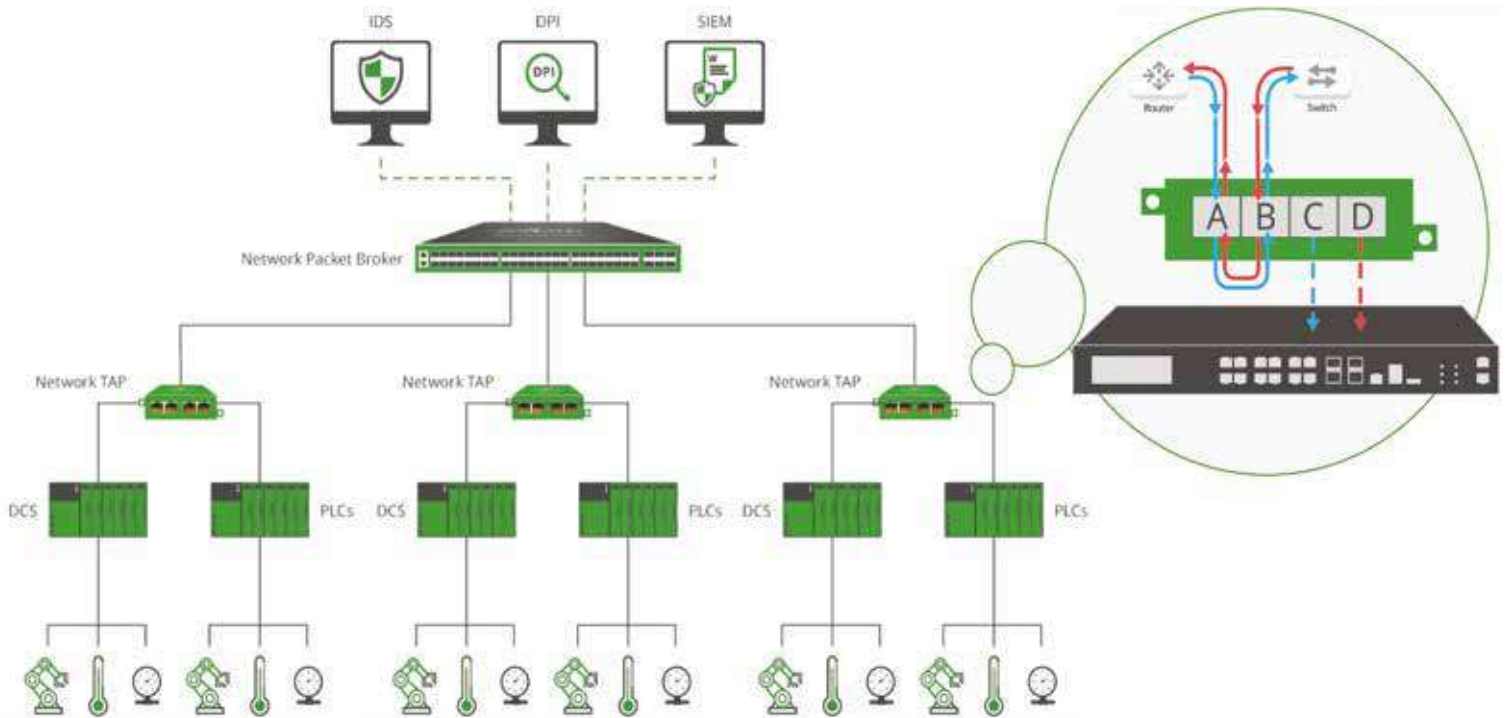 IDS
DPI
SIEM
DPI
W
Router
Switch
A B C D
Network Packet Broker
Network TAP
Network TAP
Network TAP
DCS
PLCs
DCS
PLCs
DCS
PLCs